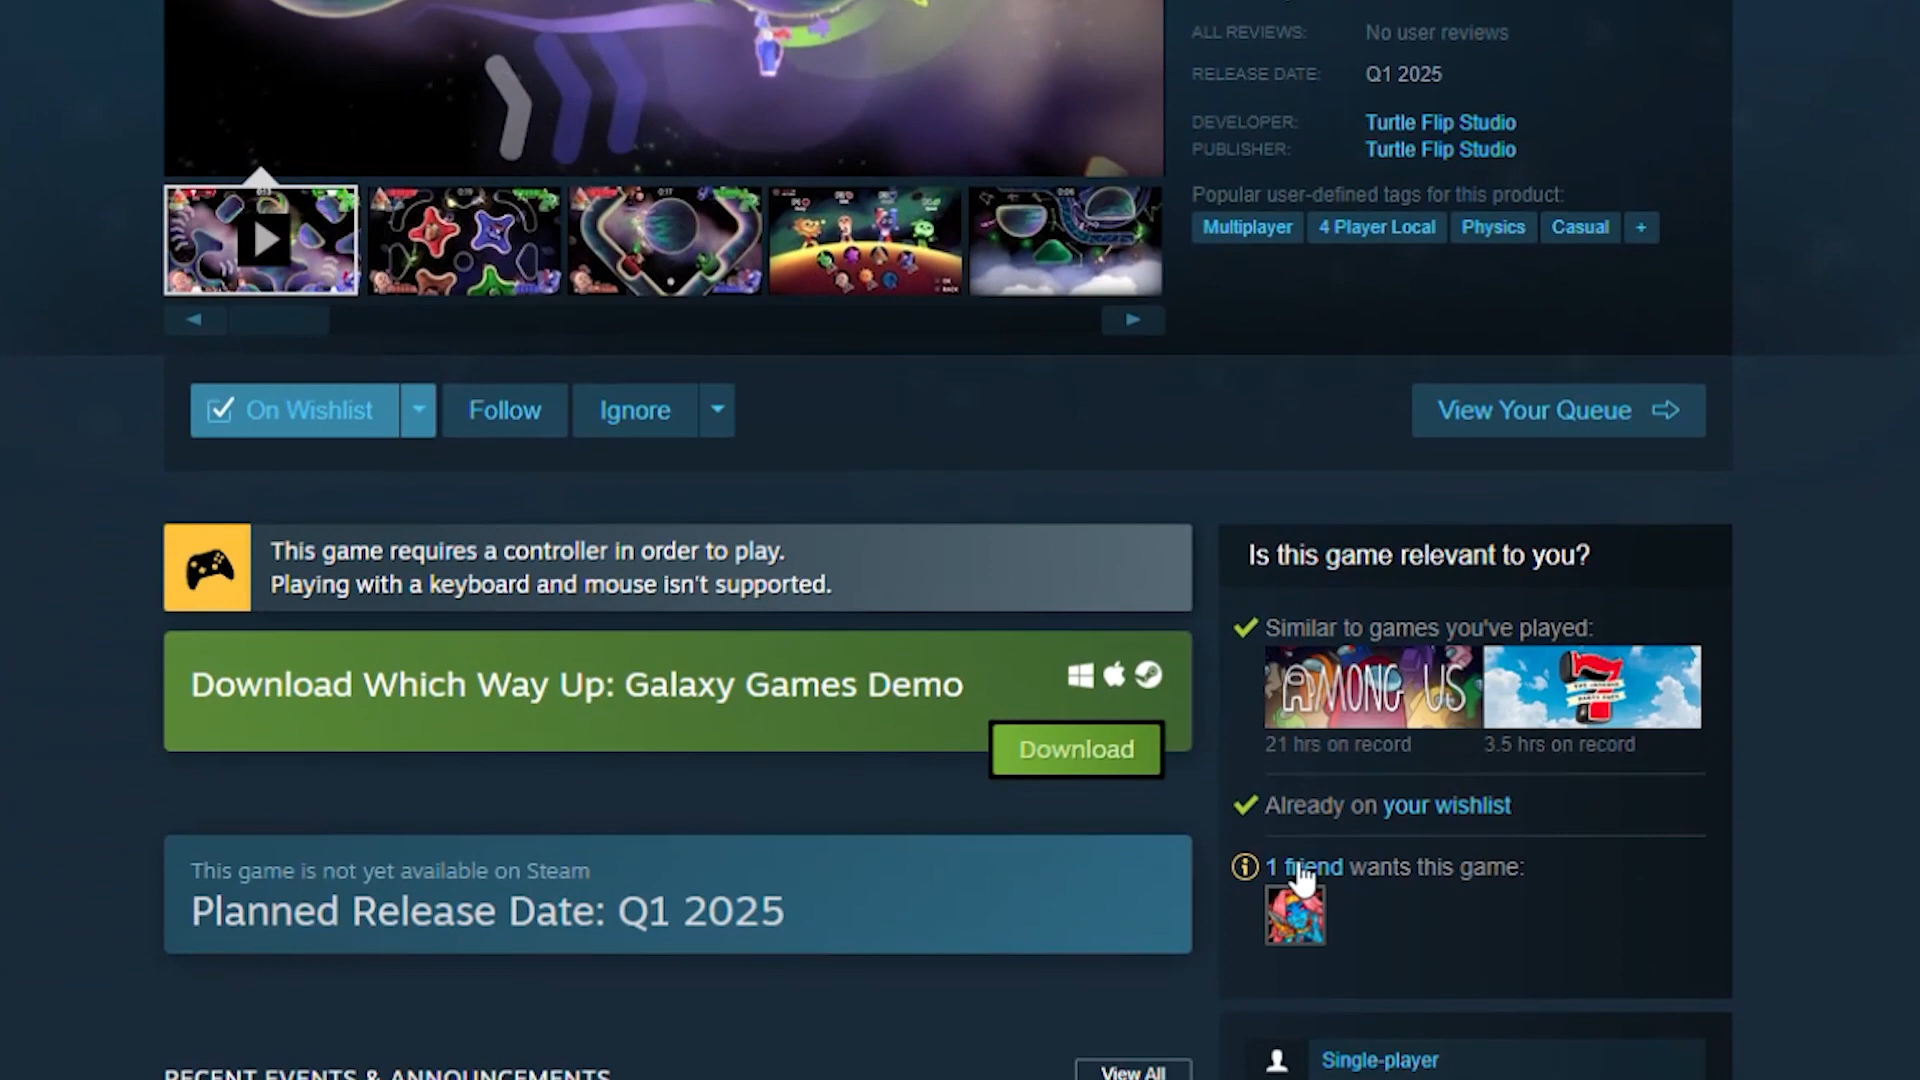 ALL REVIEWS: No user reviews
RELEASE DATE: Q1 2025
DEVELOPER: Turtle Flip Studio
PUBLISHER: Turtle Flip Studio
Popular user-defined tags for this product:
Multiplayer 4 Player Local Physics Casual +
On Wishlist Follow Ignore View Your Queue
This game requires a controller in order to play.
Playing with a keyboard and mouse isn't supported.
Download Which Way Up: Galaxy Games Demo
Download
This game is not yet available on Steam
Planned Release Date: Q1 2025
RECENT EVENTS & ANNOUNCEMENTS View All
Is this game relevant to you?
Similar to games you've played:
AMONG US 7
21 hrs on record 3.5 hrs on record
Already on your wishlist
1 friend wants this game:
Single-player